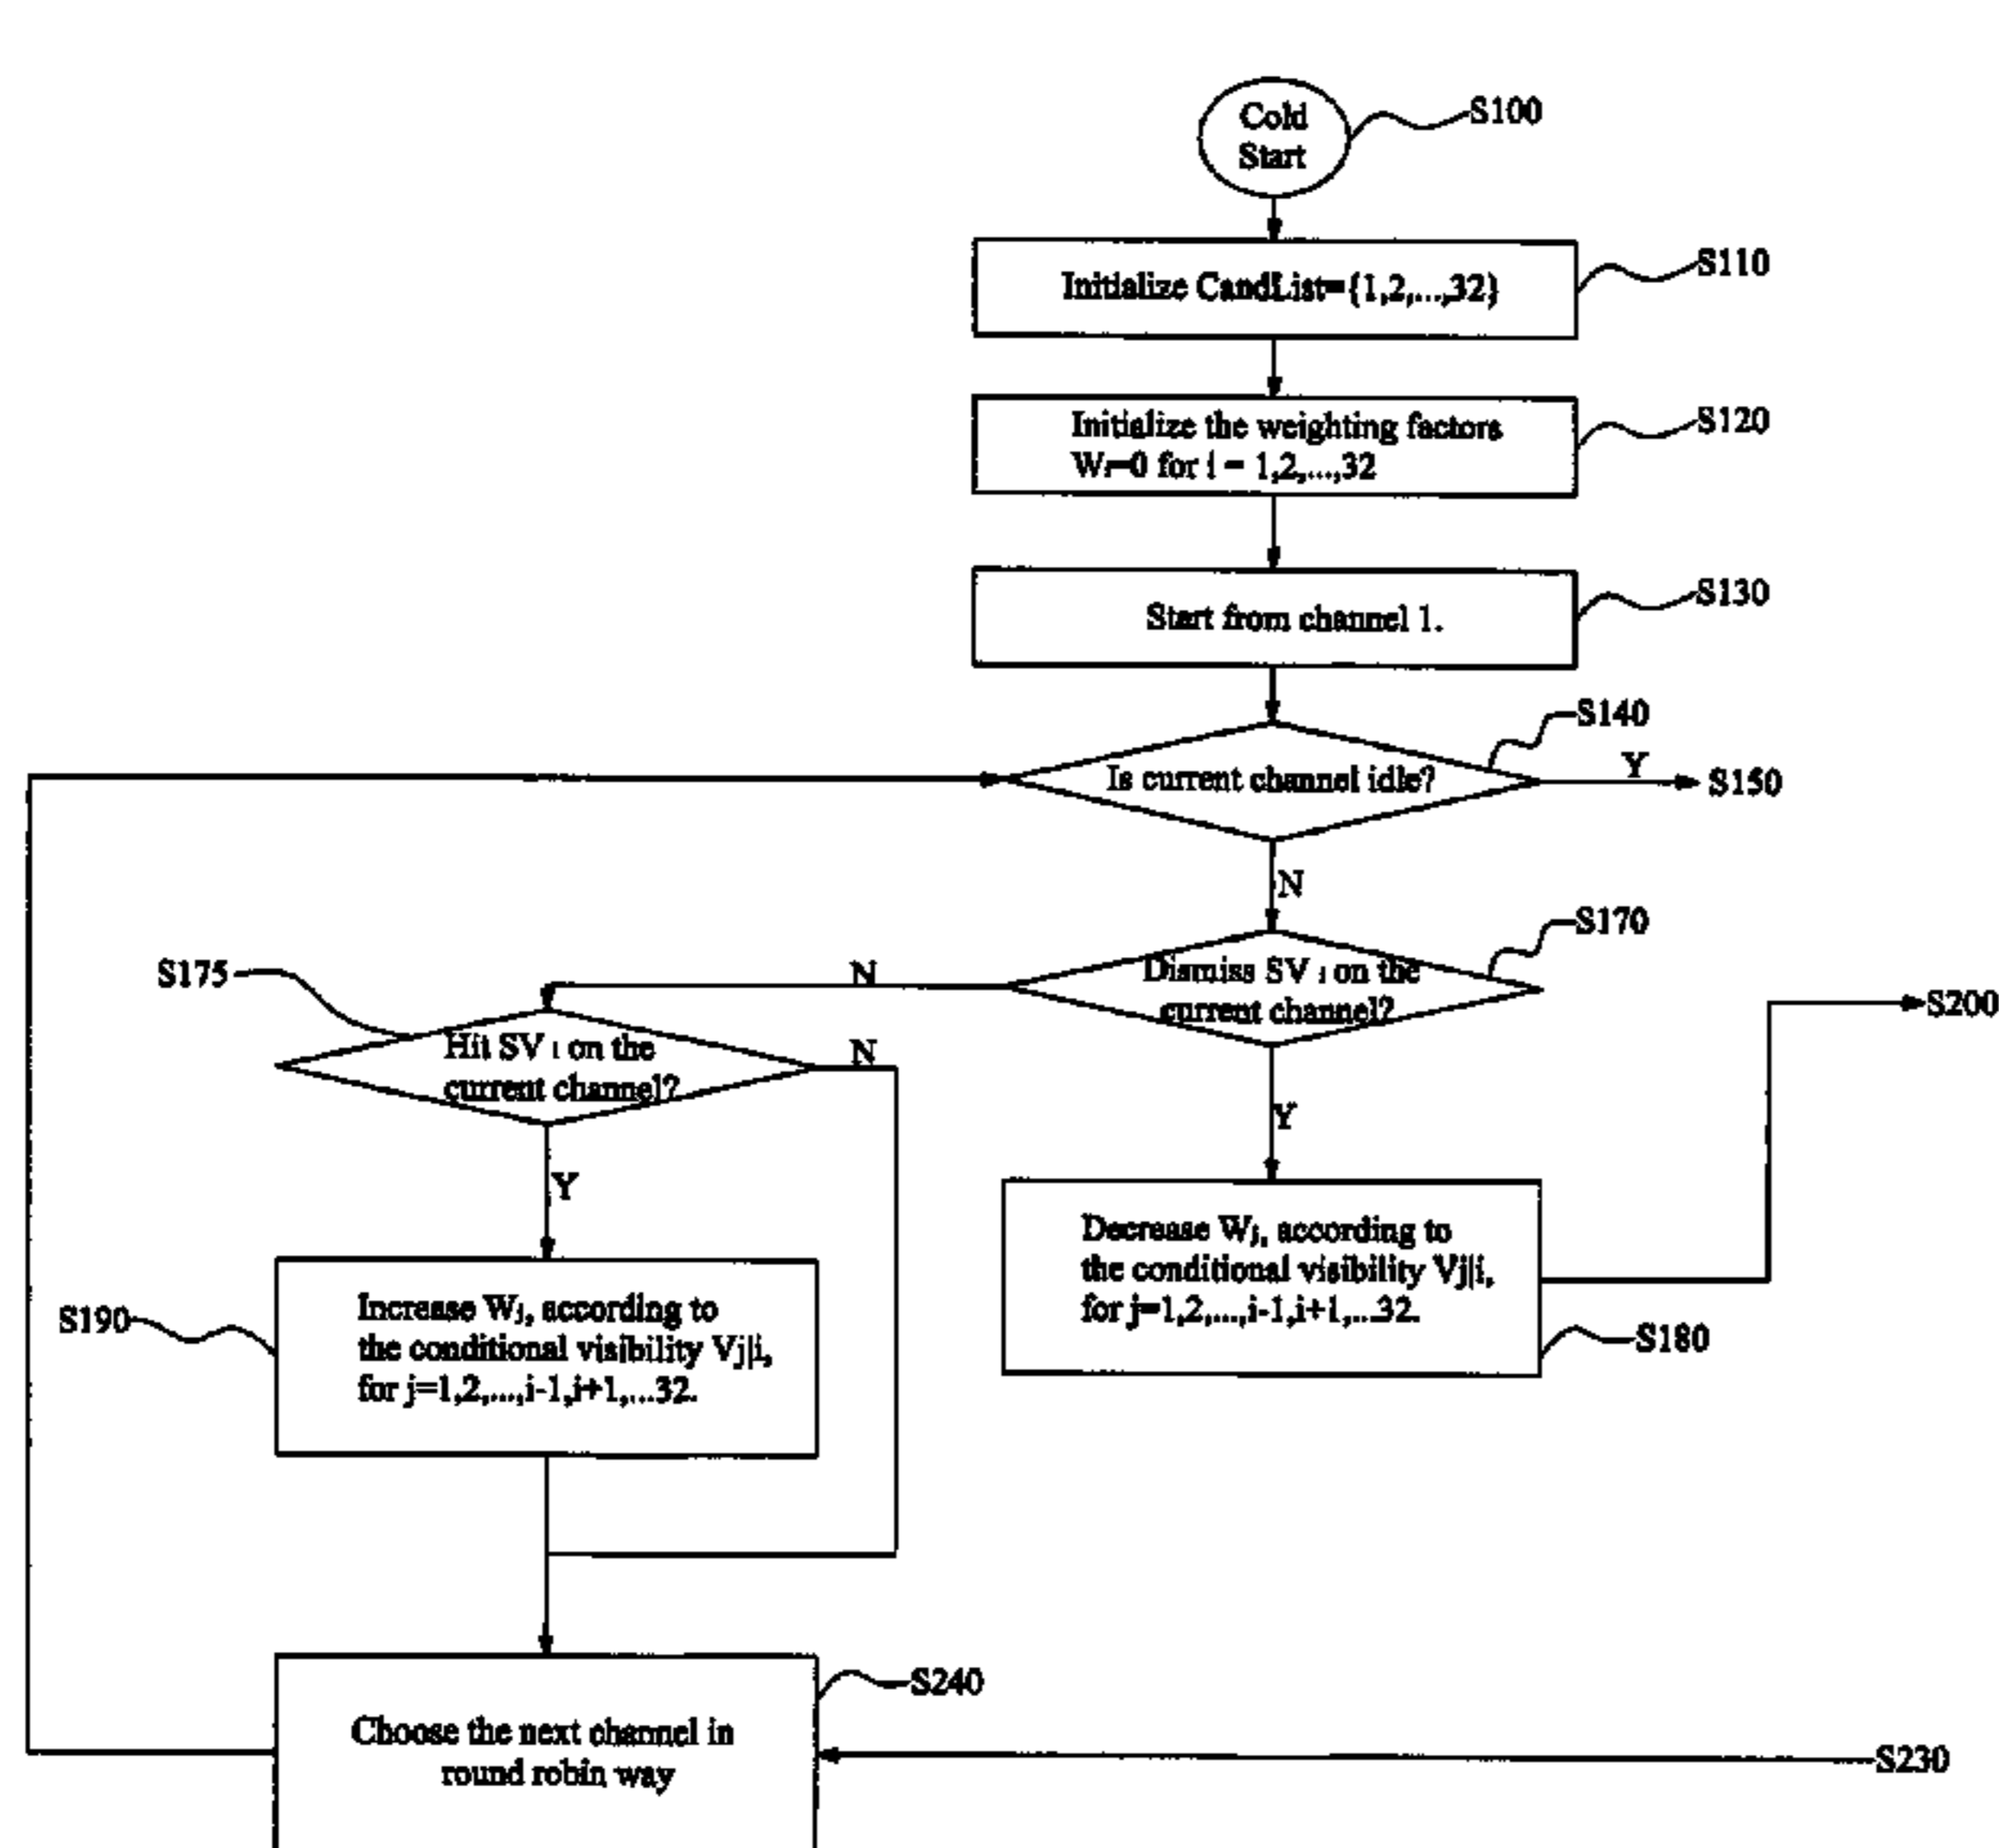 Cold
Start
S100
Initialize CandList={1,2,...,32}
S110
Initialize the weighting factors
Wi=0 for i = 1,2,...,32
S120
Start from channel 1.
S130
S140
Is current channel idle?
Y
S150
N
S170
Dismiss SV i on the
current channel?
N
S175
S200
Hit SV i on the
current channel?
N
Y
Y
Decrease Wj, according to
the conditional visibility Vj|i,
for j=1,2,...,i-1,i+1,...32.
S180
Increase Wj, according to
the conditional visibility Vj|i,
for j=1,2,...,i-1,i+1,...32.
S190
S240
Choose the next channel in
round robin way
S230